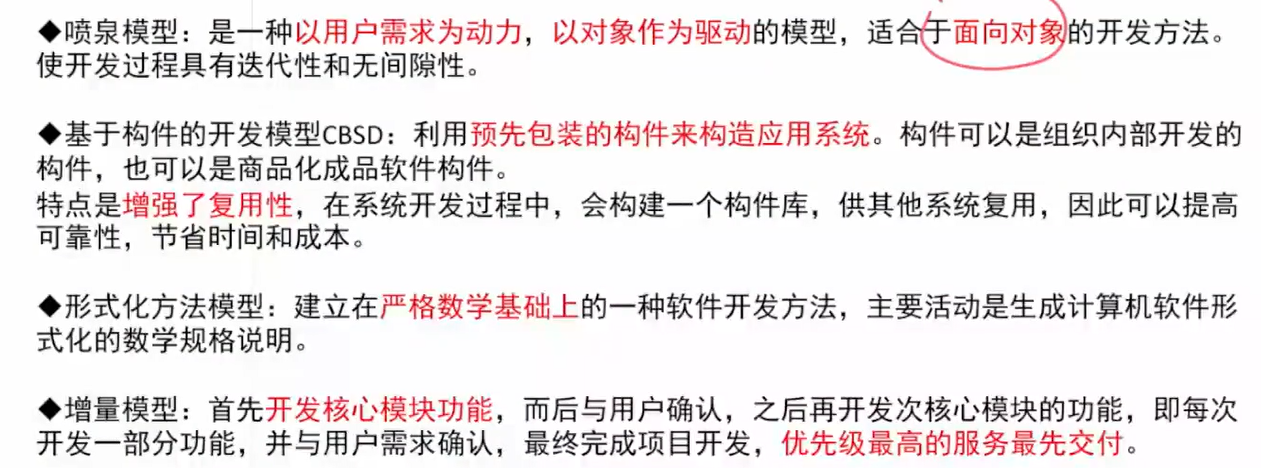 ◆喷泉模型：是一种以用户需求为动力，以对象作为驱动的模型，适合于面向对象的开发方法。
使开发过程具有迭代性和无间隙性。
◆基于构件的开发模型CBSD：利用预先包装的构件来构造应用系统。构件可以是组织内部开发的
构件，也可以是商品化成品软件构件。
特点是增强了复用性，在系统开发过程中，会构建一个构件库，供其他系统复用，因此可以提高
可靠性，节省时间和成本。
◆形式化方法模型：建立在严格数学基础上的一种软件开发方法，主要活动是生成计算机软件形
式化的数学规格说明。
◆增量模型：首先开发核心模块功能，而后与用户确认，之后再开发次核心模块的功能，即每次
开发一部分功能，并与用户需求确认，最终完成项目开发，优先级最高的服务最先交付。